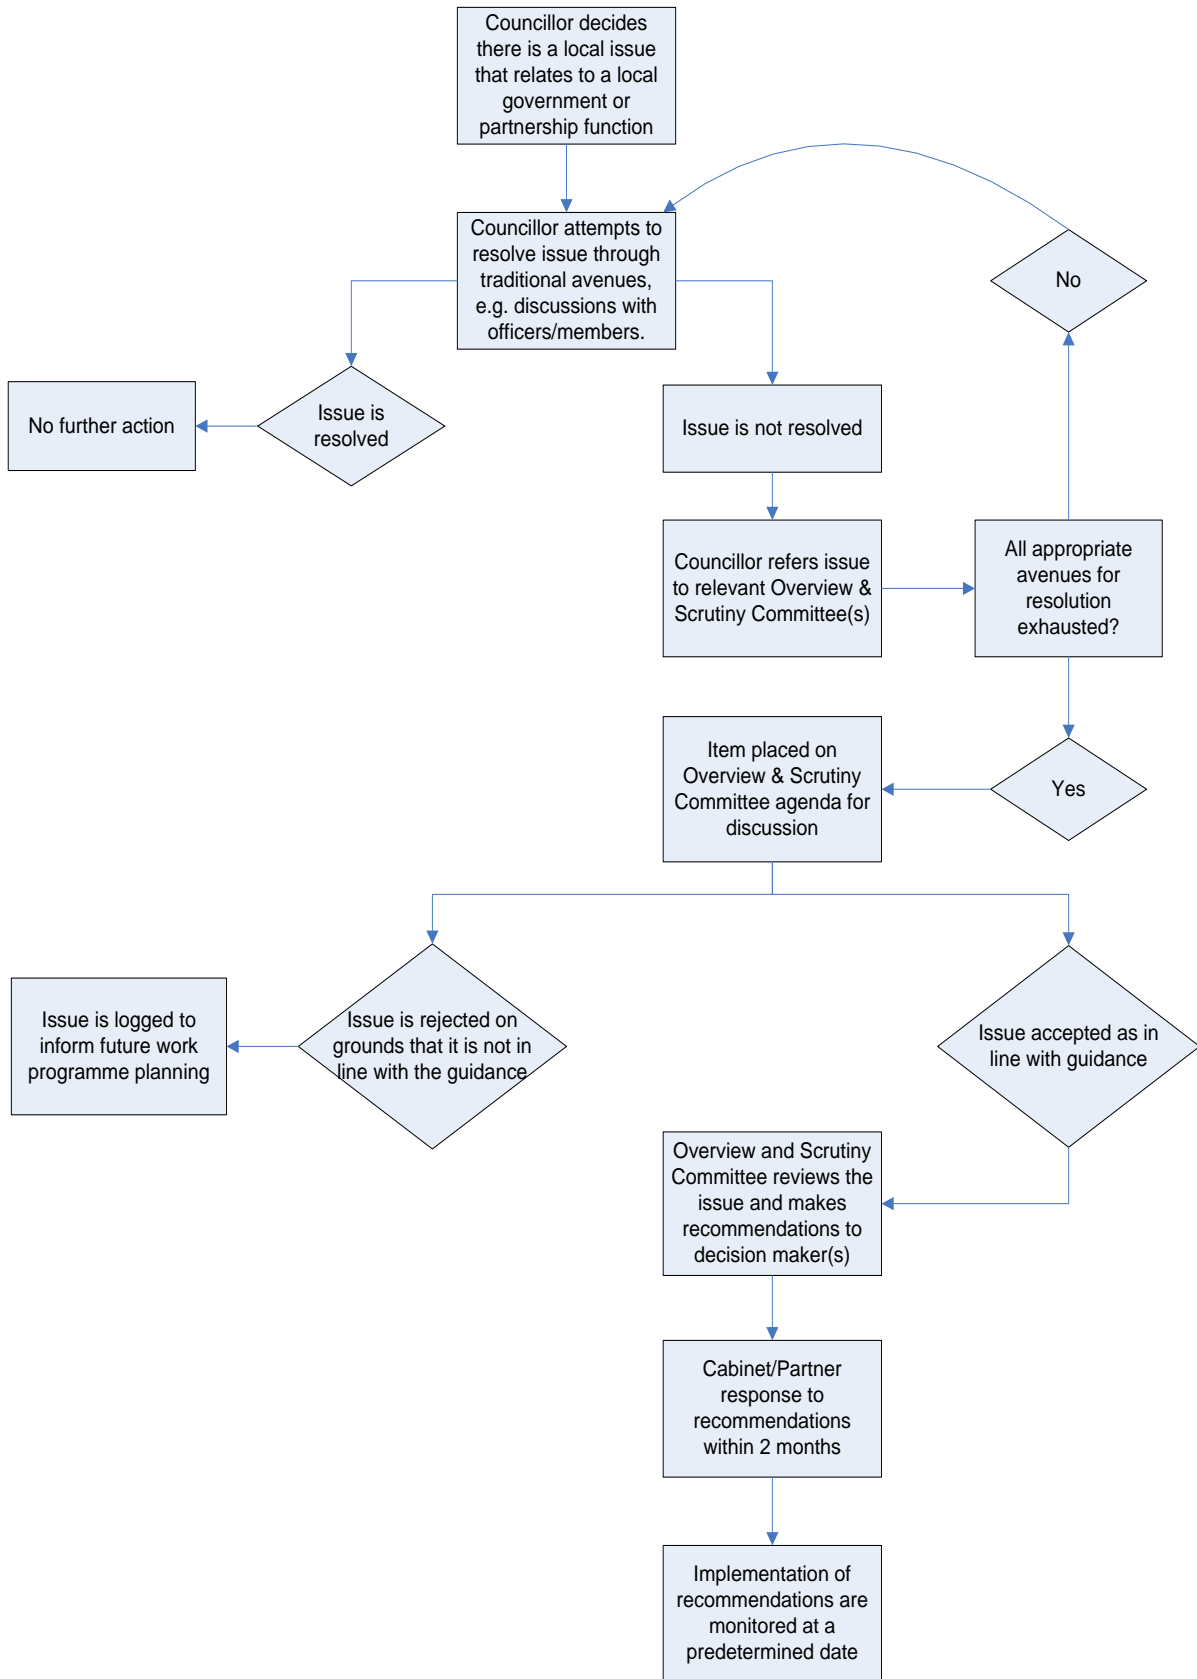 Councillor decides
there is a local issue
that relates to a local
government or
partnership function
Councillor attempts to
resolve issue through
traditional avenues,
e.g. discussions with
officers/members.
No
Issue is
resolved
No further action
Issue is not resolved
Councillor refers issue
to relevant Overview &
Scrutiny Committee(s)
All appropriate
avenues for
resolution
exhausted?
Item placed on
Overview & Scrutiny
Committee agenda for
discussion
Yes
Issue is logged to
inform future work
programme planning
Issue is rejected on
grounds that it is not in
line with the guidance
Issue accepted as in
line with guidance
Overview and Scrutiny
Committee reviews the
issue and makes
recommendations to
decision maker(s)
Cabinet/Partner
response to
recommendations
within 2 months
Implementation of
recommendations are
monitored at a
predetermined date